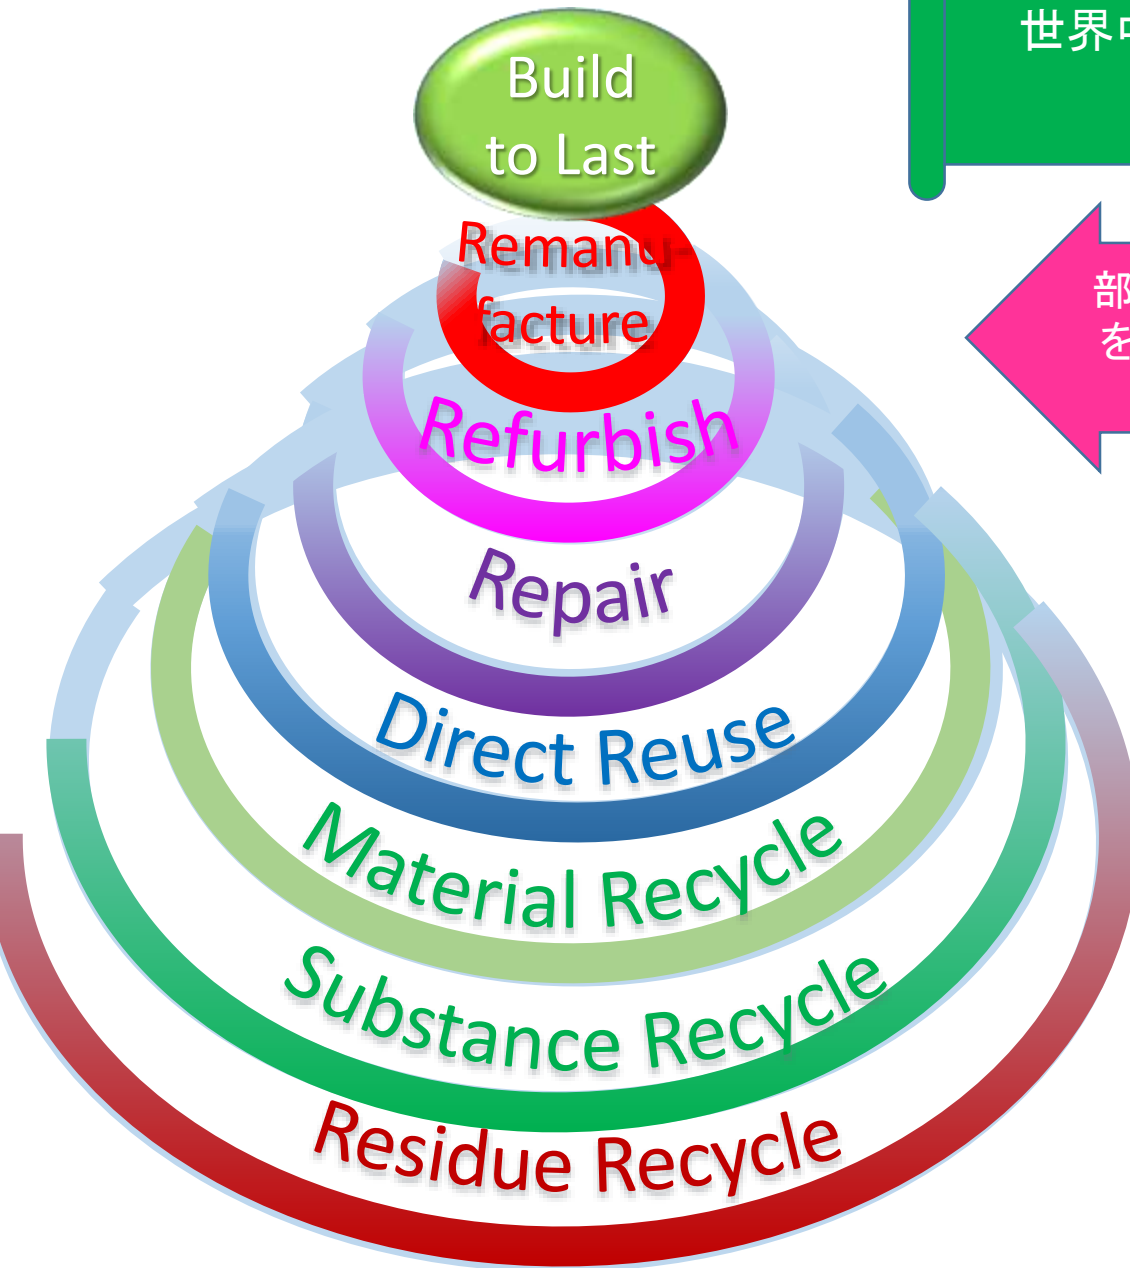 Build
to Last
Remanu-
facture
Refurbish
Repair
Direct Reuse
Material Recycle
Substance Recycle
Residue Recycle
世界
部
を